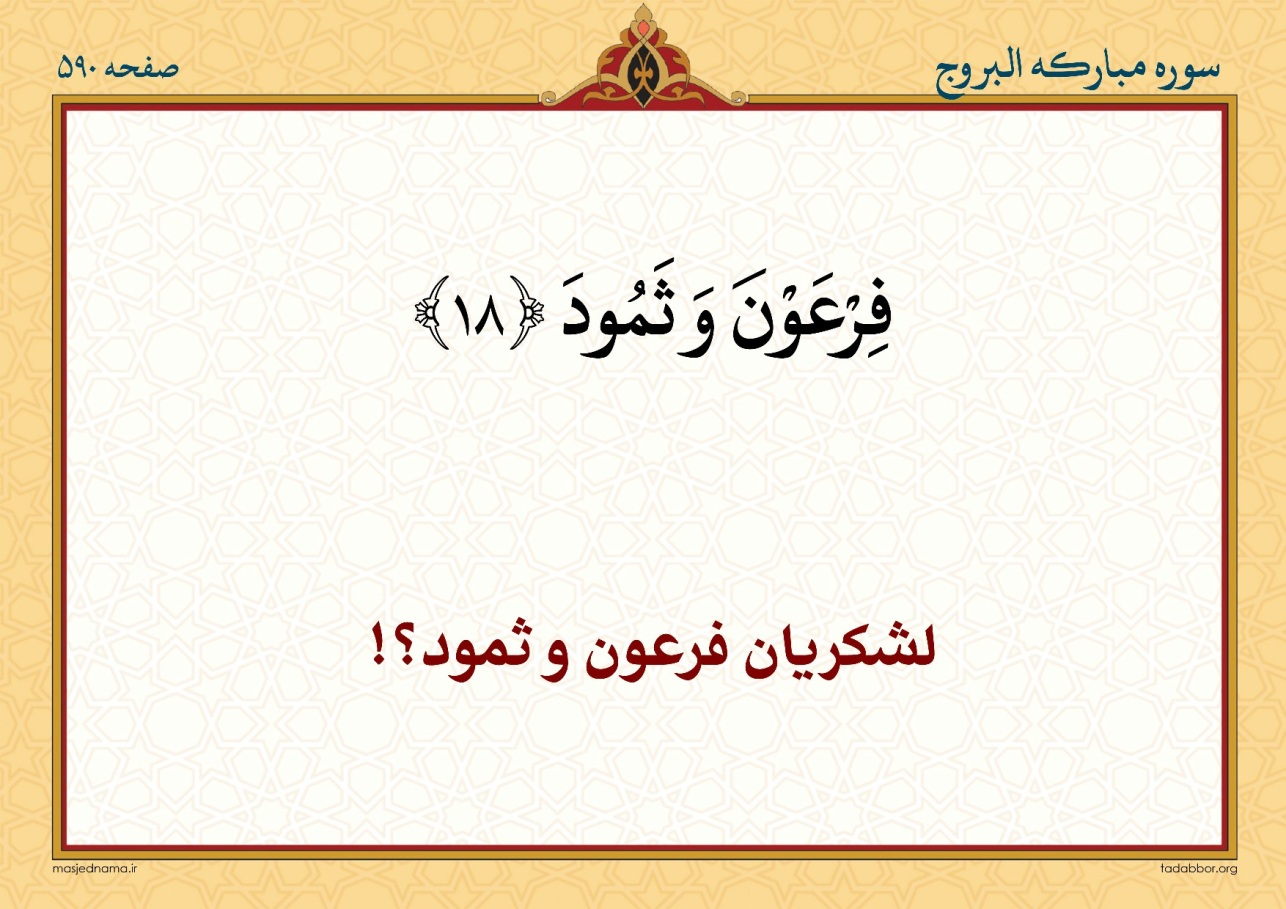 سوره مبارکه البروج
صفحه ۵۹۰
فِرْعَوْنَ وَ ثَمُودَ ﴿۱۸﴾
لشکریان فرعون و ثمود؟!
masjednama.ir
tadabbor.org